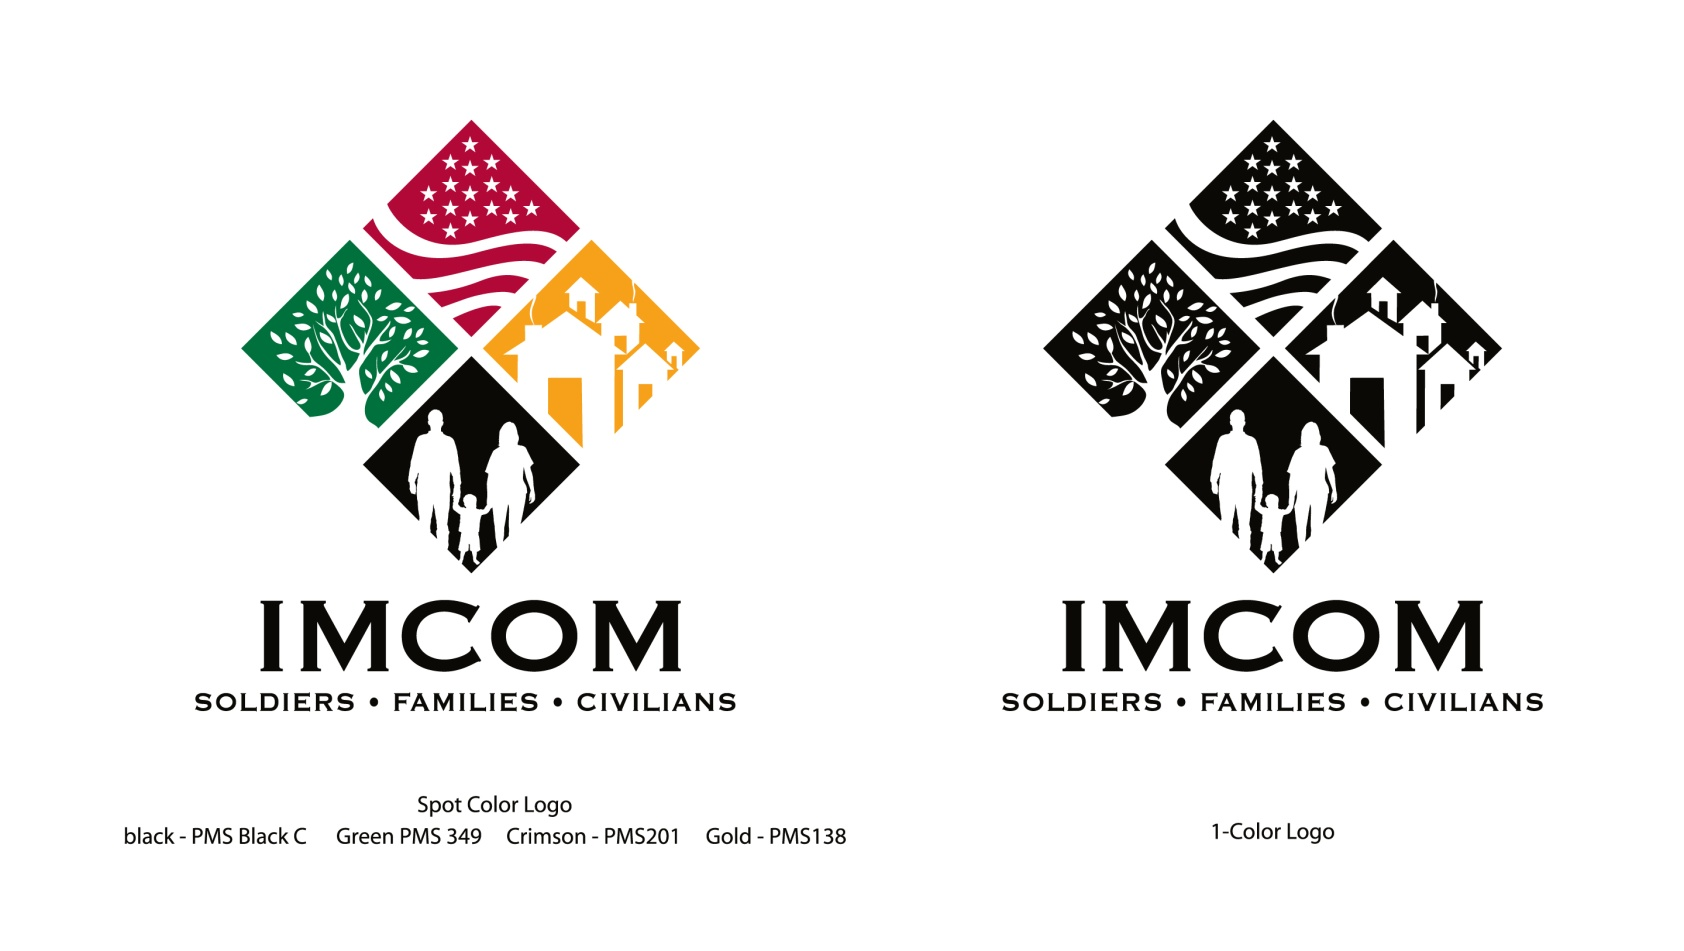 IMCOM
SOLDIERS • FAMILIES • CIVILIANS
Spot Color Logo
black - PMS Black C Green PMS 349 Crimson - PMS201 Gold - PMS138
IMCOM
SOLDIERS • FAMILIES • CIVILIANS
1-Color Logo